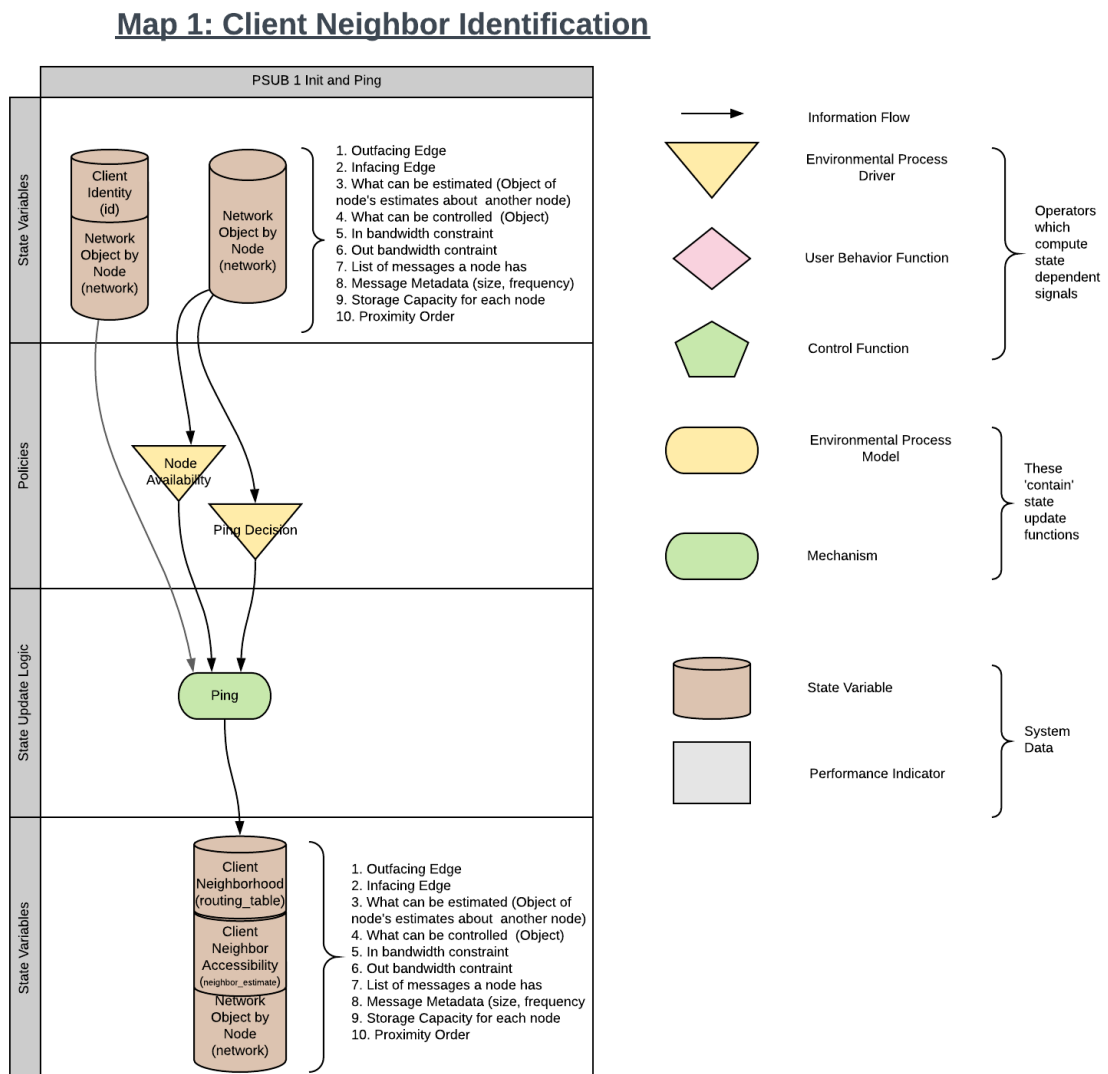 Map 1: Client Neighbor Identification
PSUB 1 Init and Ping
State Variables
Client
Identity
(id)
Network
Object by
Node
(network)
Network
Object by
Node
(network)
1. Outfacing Edge
2. Infacing Edge
3. What can be estimated (Object of
node's estimates about  another node)
4. What can be controlled  (Object)
5. In bandwidth constraint
6. Out bandwidth contraint
7. List of messages a node has
8. Message Metadata (size, frequency)
9. Storage Capacity for each node
10. Proximity Order
Policies
Node
Availability
Ping Decision
State Update Logic
Ping
State Variables
Client
Neighborhood
(routing_table)
Client
Neighbor
Accessibility
(neighbor_estimate)
Network
Object by
Node
(network)
1. Outfacing Edge
2. Infacing Edge
3. What can be estimated (Object of
node's estimates about  another node)
4. What can be controlled  (Object)
5. In bandwidth constraint
6. Out bandwidth contraint
7. List of messages a node has
8. Message Metadata (size, frequency
9. Storage Capacity for each node
10. Proximity Order
Information Flow
Environmental Process
Driver
User Behavior Function
Control Function
Operators
which
compute
state
dependent
signals
Environmental Process
Model
Mechanism
These
'contain'
state
update
functions
State Variable
Performance Indicator
System
Data